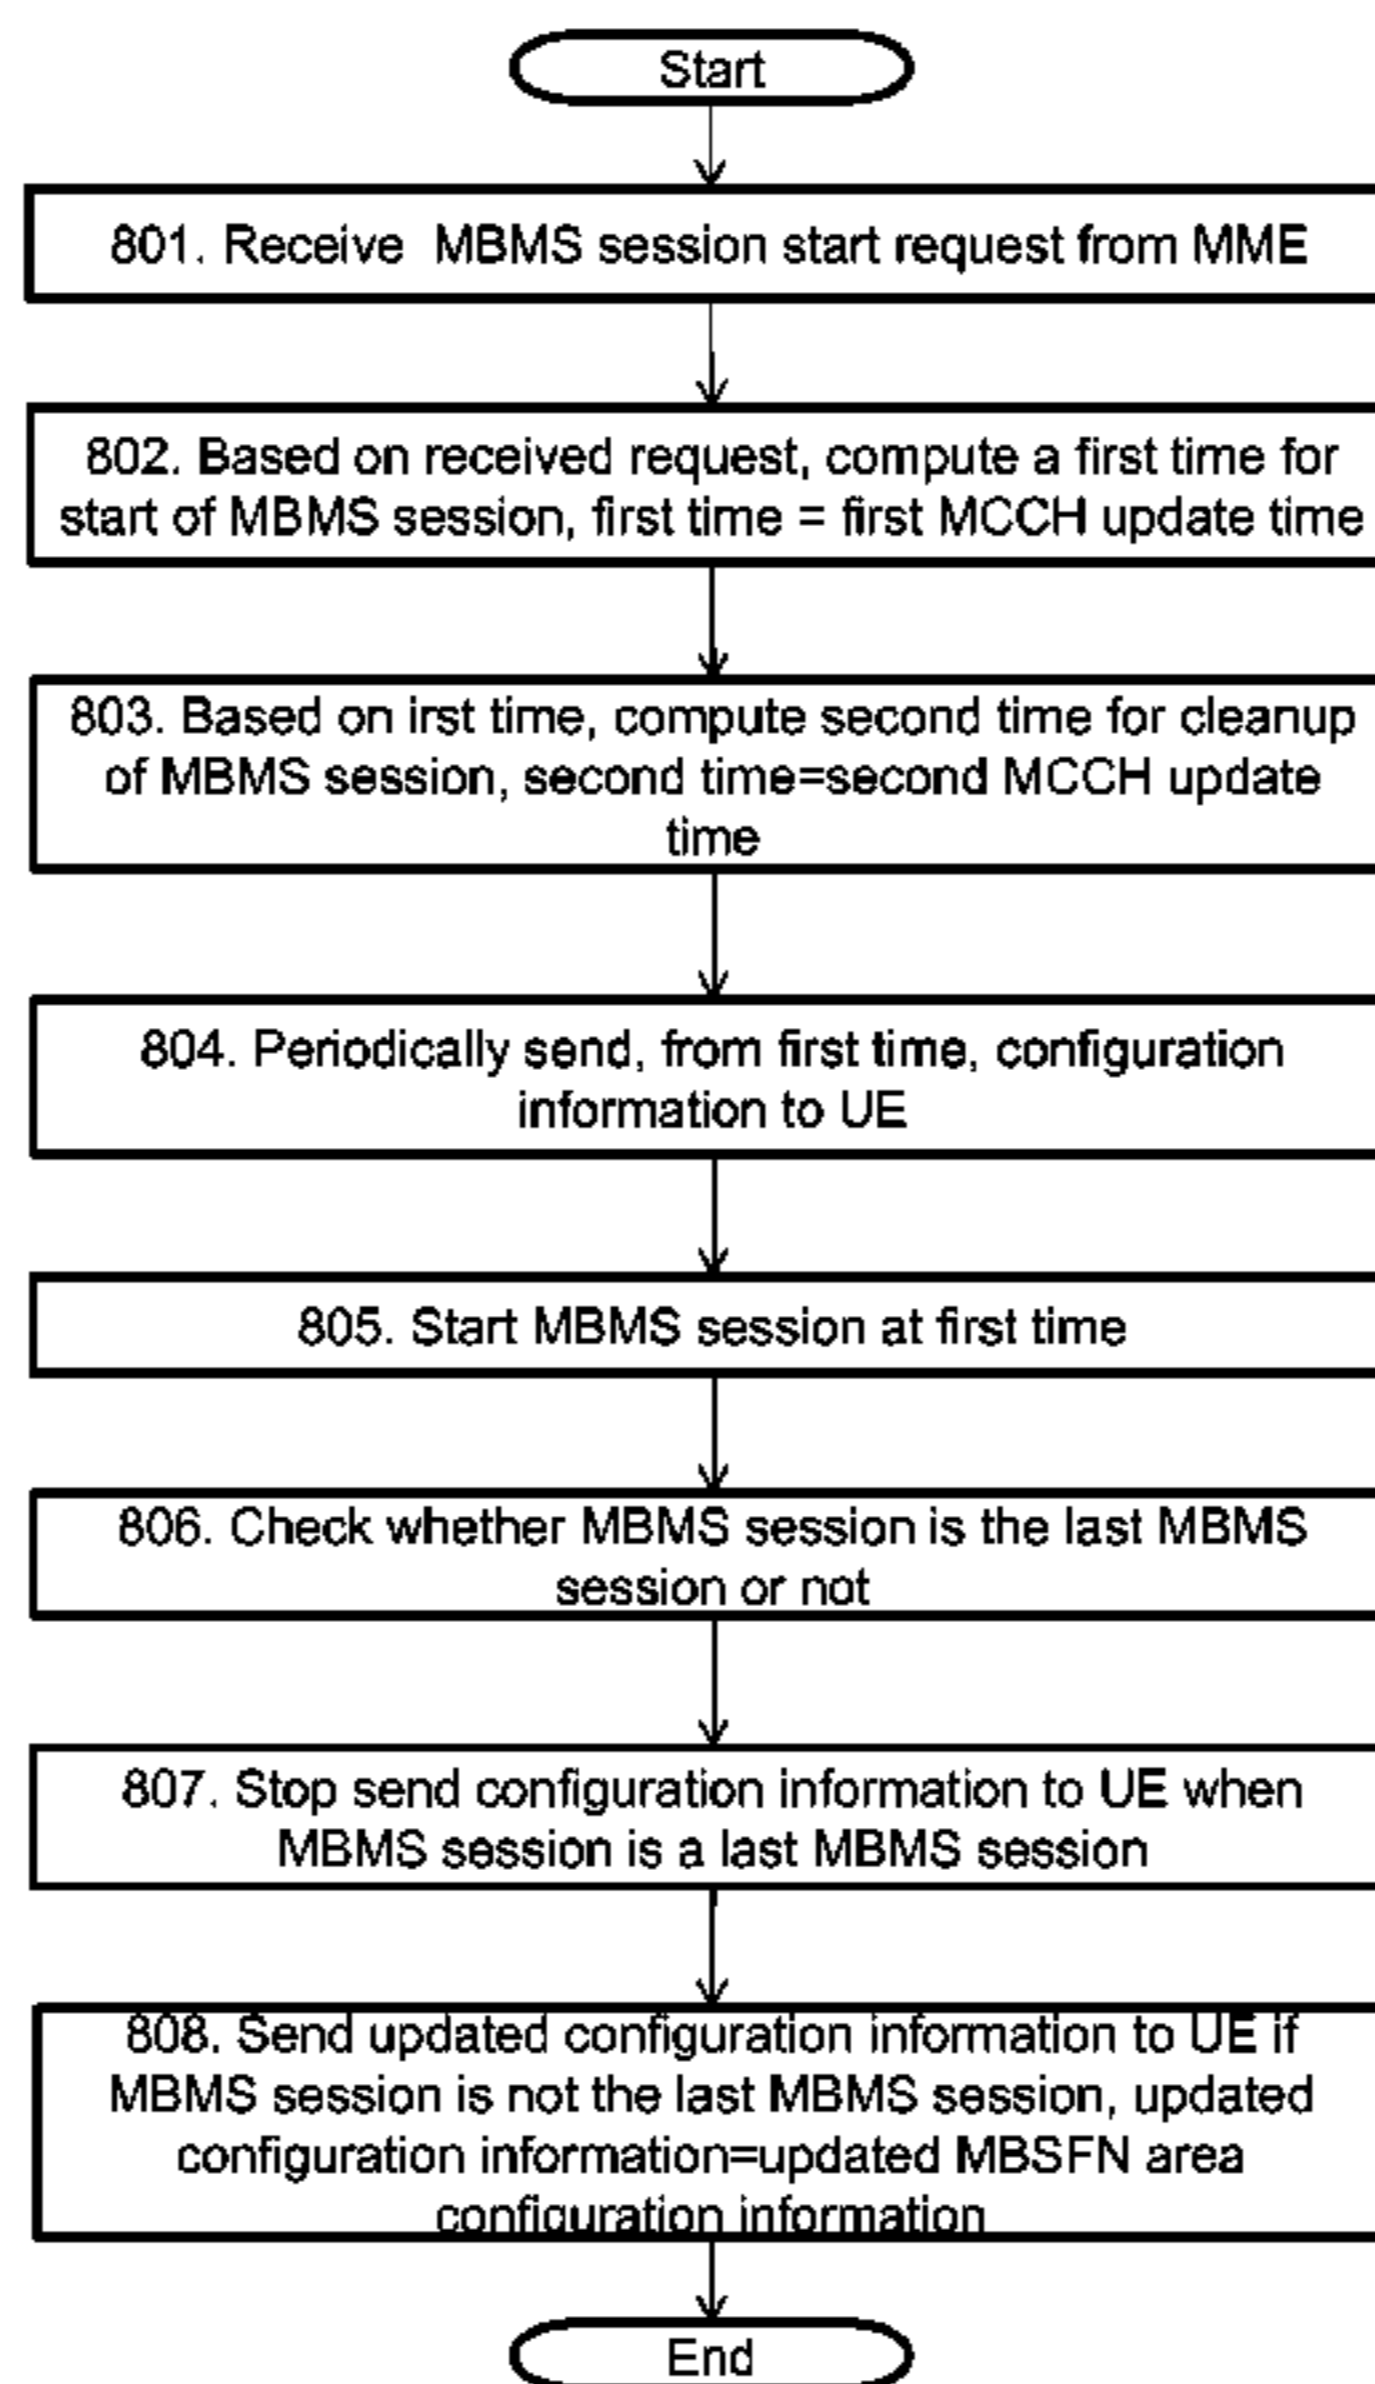 Start
801. Receive MBMS session start request from MME
802. Based on received request, compute a first time for
start of MBMS session, first time = first MCCH update time
803. Based on irst time, compute second time for cleanup
of MBMS session, second time=second MCCH update
time
804. Periodically send, from first time, configuration
information to UE
805. Start MBMS session at first time
806. Check whether MBMS session is the last MBMS
session or not
807. Stop send configuration information to UE when
MBMS session is a last MBMS session
808. Send updated configuration information to UE if
MBMS session is not the last MBMS session, updated
configuration information=updated MBSFN area
configuration information
End